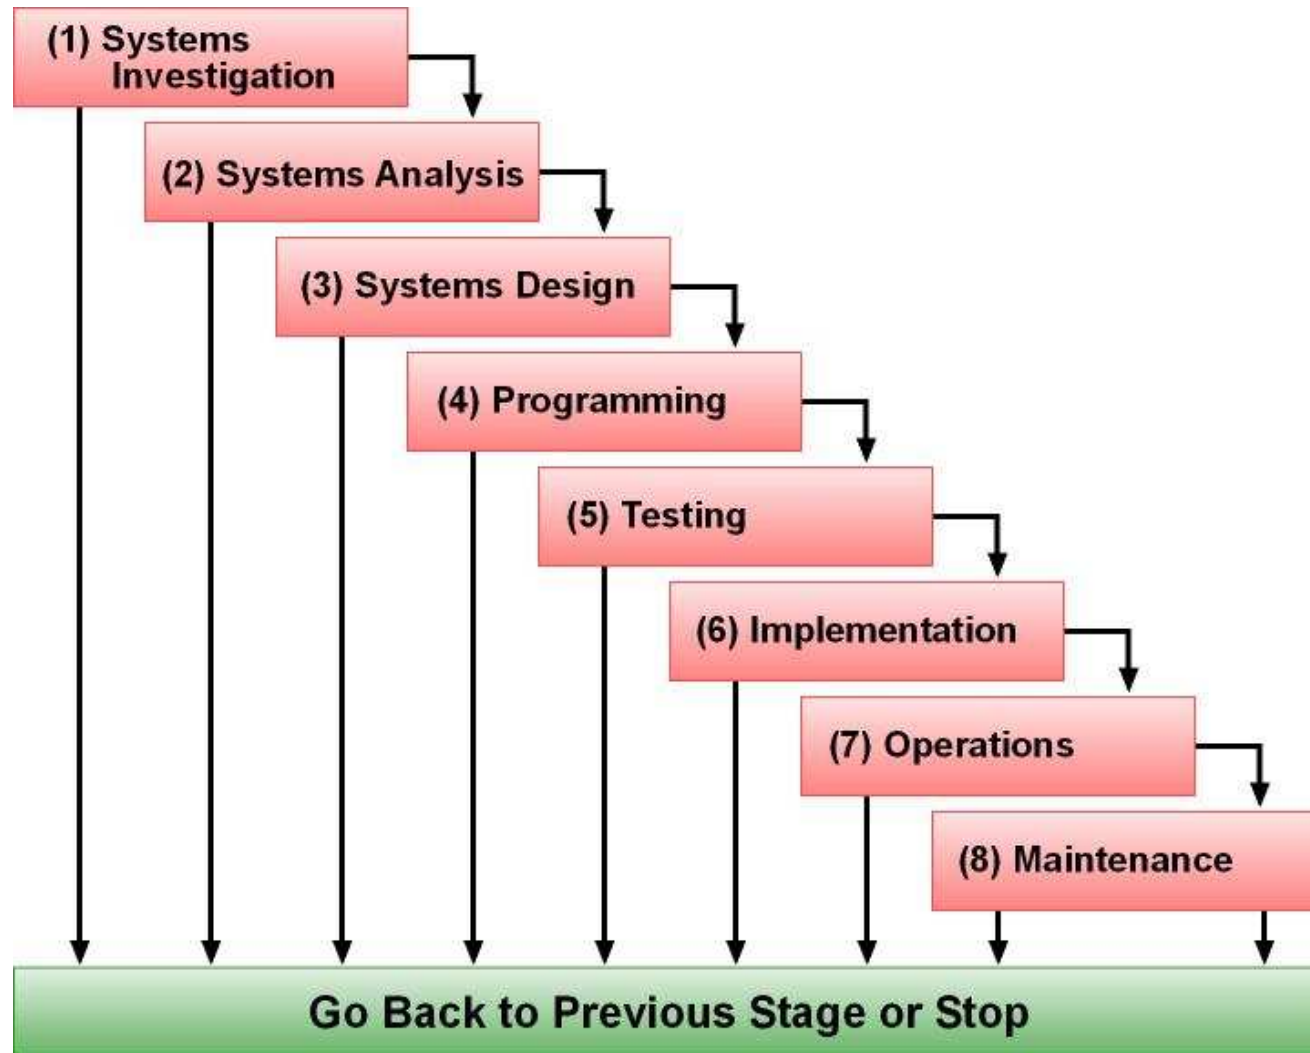 (1) Systems
Investigation
(2) Systems Analysis
(3) Systems Design
(4) Programming
(5) Testing
(6) Implementation
(7) Operations
(8) Maintenance
Go Back to Previous Stage or Stop